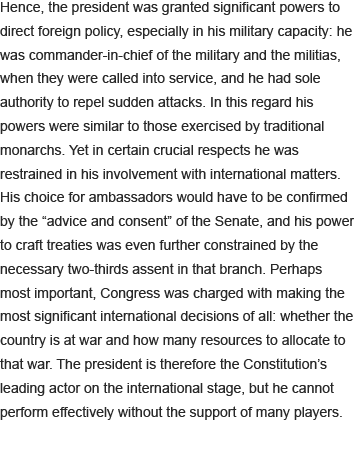 Hence, the president was granted significant powers to
direct foreign policy, especially in his military capacity: he
was commander-in-chief of the military and the militias,
when they were called into service, and he had sole
authority to repel sudden attacks. In this regard his
powers were similar to those exercised by traditional
monarchs. Yet in certain crucial respects he was
restrained in his involvement with international matters.
His choice for ambassadors would have to be confirmed
by the “advice and consent” of the Senate, and his power
to craft treaties was even further constrained by the
necessary two-thirds assent in that branch. Perhaps
most important, Congress was charged with making the
most significant international decisions of all: whether the
country is at war and how many resources to allocate to
that war. The president is therefore the Constitution’s
leading actor on the international stage, but he cannot
perform effectively without the support of many players.